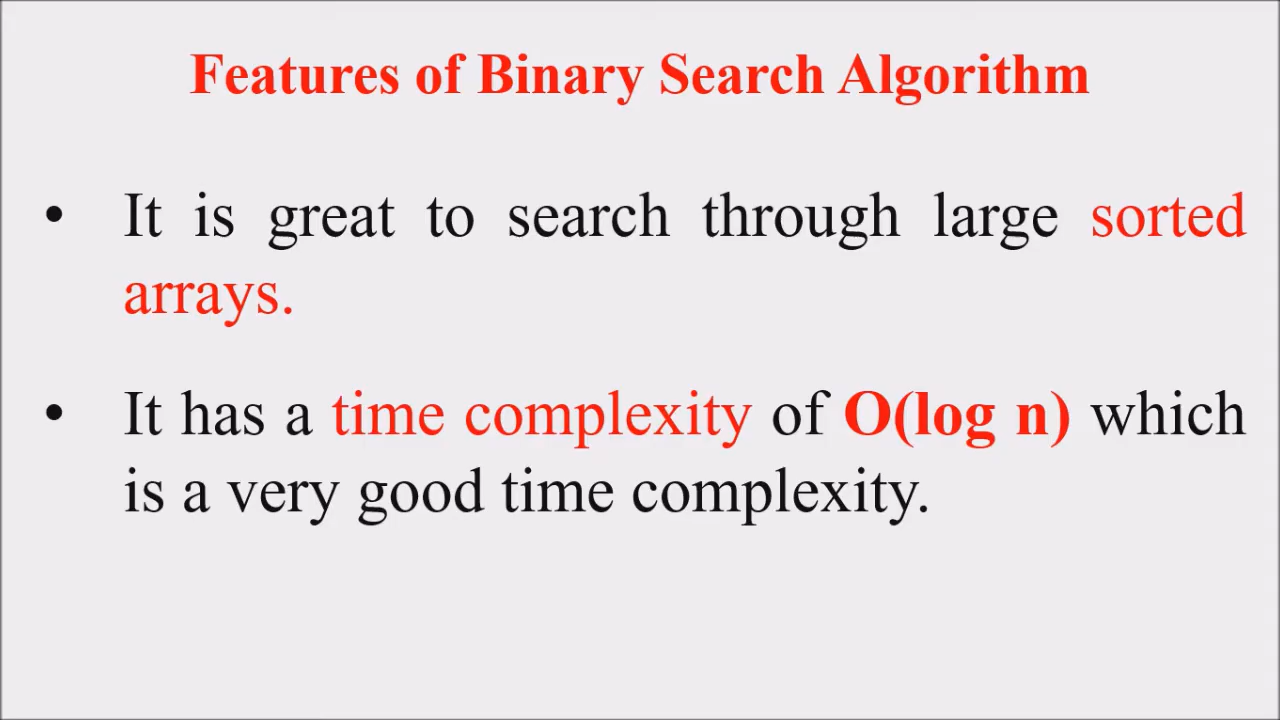 Features of Binary Search Algorithm
• It is great to search through large sorted
arrays.
• It has a time complexity of O(log n) which
is a very good time complexity.